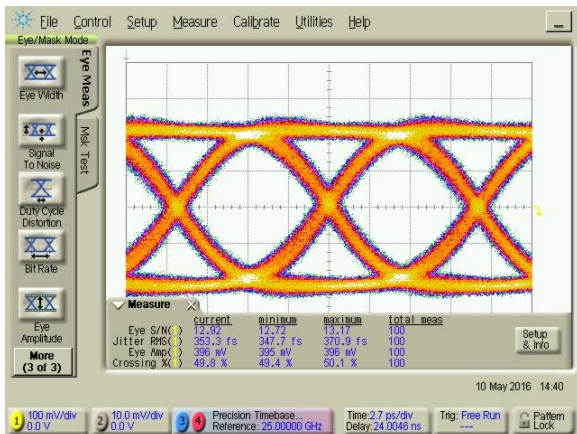 File Control Setup Measure Calibrate Utilities Help
Eye/Mask Mode
Eye Meas
Msk Test
Eye Width
Signal
To Noise
Duty Cycle
Distortion
Bit Rate
Eye
Amplitude
More
(3 of 3)
Measure
current minimum maximum total meas
Eye S/N( ) 12.92 12.72 13.17 100
Jitter RMS( ) 353.3 fs 347.7 fs 370.9 fs 100
Eye Amp( ) 396 mV 395 mV 396 mV 100
Crossing %( ) 49.8 % 49.4 % 50.1 % 100
Setup
& Info
10 May 2016 14:40
1 100 mV/div
0.0 V
2 10.0 mV/div
0.0 V
3 4 Precision Timebase...
Reference: 25.00000 GHz
Time:2.7 ps/div
Delay:24.0046 ns
Trig: Free Run
---
Pattern
Lock